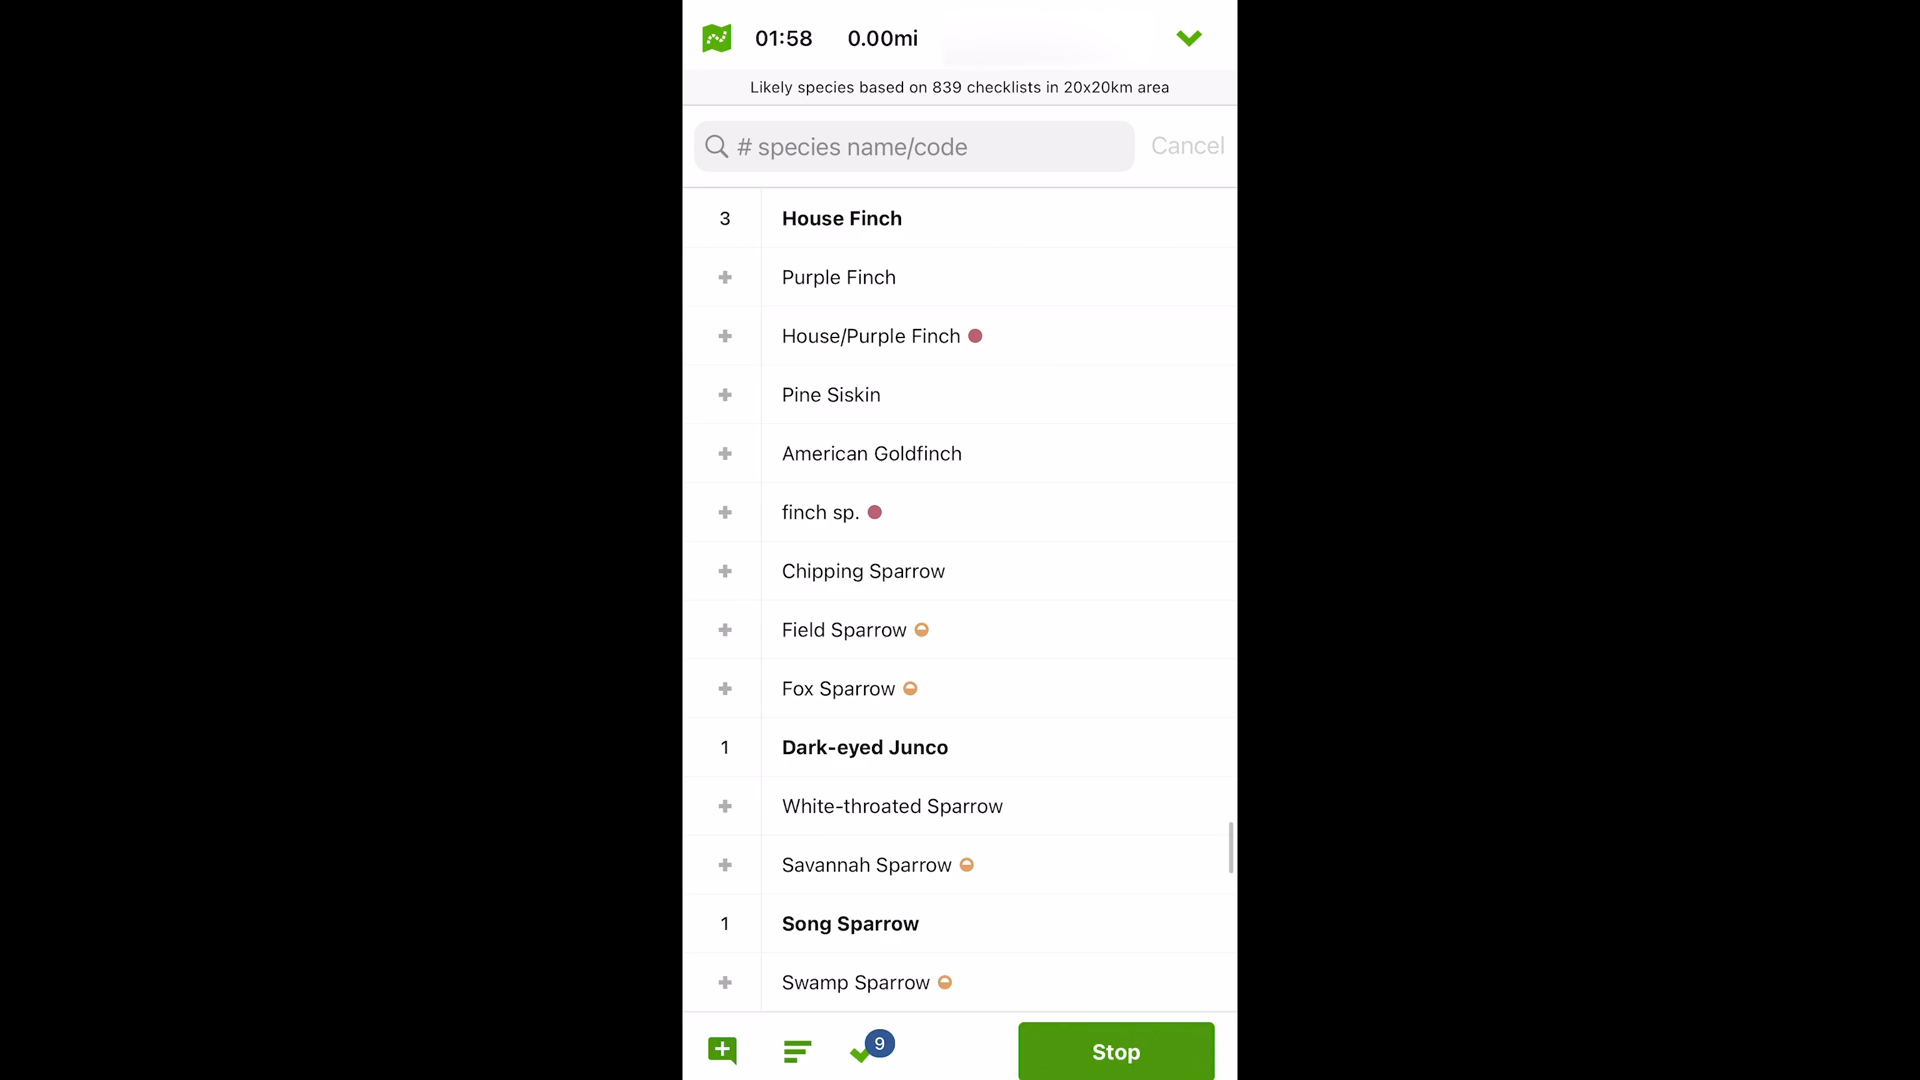 01:58 0.00mi
Likely species based on 839 checklists in 20x20km area
# species name/code Cancel
3 House Finch
+ Purple Finch
+ House/Purple Finch
+ Pine Siskin
+ American Goldfinch
+ finch sp.
+ Chipping Sparrow
+ Field Sparrow
+ Fox Sparrow
1 Dark-eyed Junco
+ White-throated Sparrow
+ Savannah Sparrow
1 Song Sparrow
+ Swamp Sparrow
9 Stop